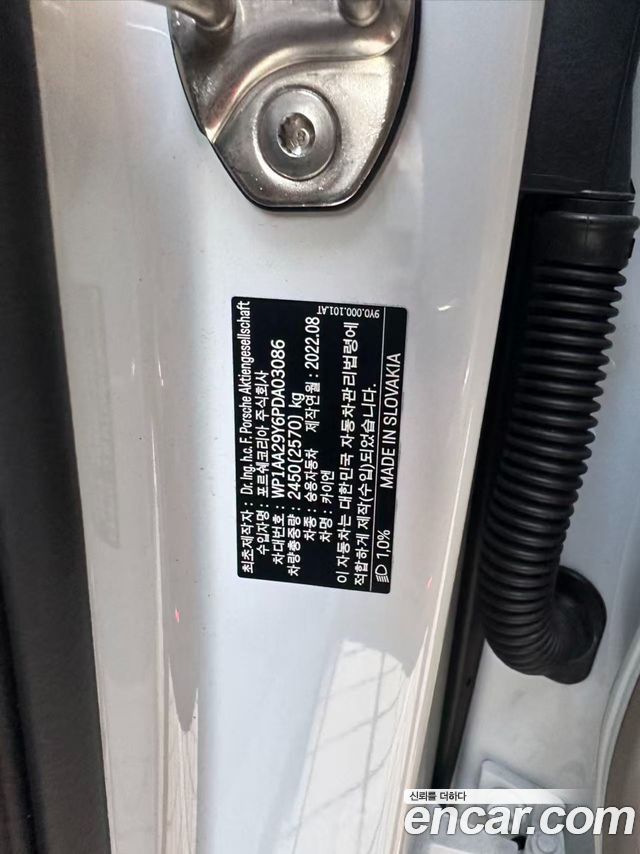 최초제작자 : Dr. Ing. h.c. F. Porsche Aktiengesellschaft
수입자명 : 포르쉐코리아 주식회사
차대번호 : WP1AA29Y6PDA03086
차량총중량 : 2450(2570) kg
차종 : 승용자동차 제작연월 : 2022.08
차명 : 카이엔
이 자동차는 대한민국 자동차관리법령에
적합하게 제작(수입)되었습니다.
1,0% MADE IN SLOVAKIA
9Y0.000.101.AT
신뢰를 더하다
encar.com